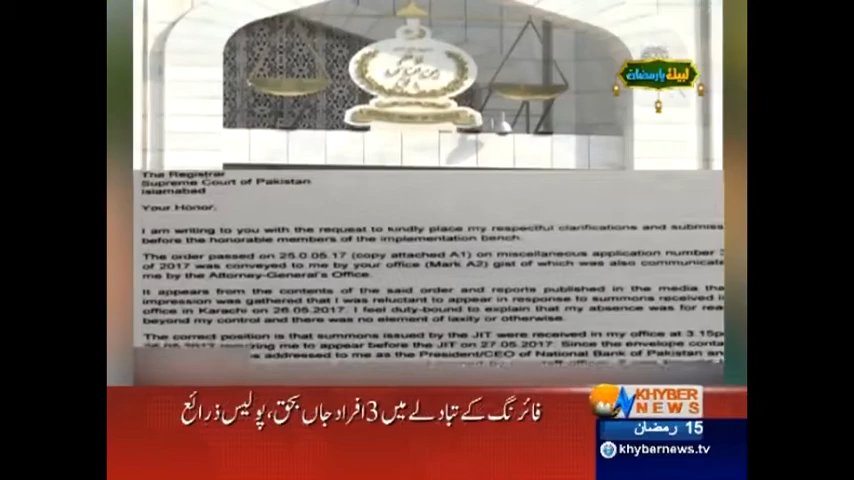 لبیک یا رمضان
The Registrar
Supreme Court of Pakistan
Islamabad
Your Honor,
I am writing to you with the request to kindly place my respectful clarifications and submiss
before the honorable members of the implementation bench.
The order passed on 25.0.05.17 (copy attached A1) on miscellaneous application number
of 2017 was conveyed to me by your office (Mark A2) gist of which was also communicate
me by the Attorney-General's Office.
It appears from the contents of the said order and reports published in the media tha
impression was gathered that I was reluctant to appear in response to summons received i
office in Karachi on 26.05.2017. I feel duty-bound to explain that my absence was for rea
beyond my control and there was no element of laxity or otherwise.
The correct position is that summons issued by the JIT were received in my office at 3.15p
me to appear before the JIT on 27.05.2017. Since the envelope conta
s addressed to me as the President/CEO of National Bank of Pakistan an
فائرنگ کے تبادلے میں 3 افراد جاں بحق، پولیس ذرائع
KHYBER
NEWS
15 رمضان
khybernews.tv